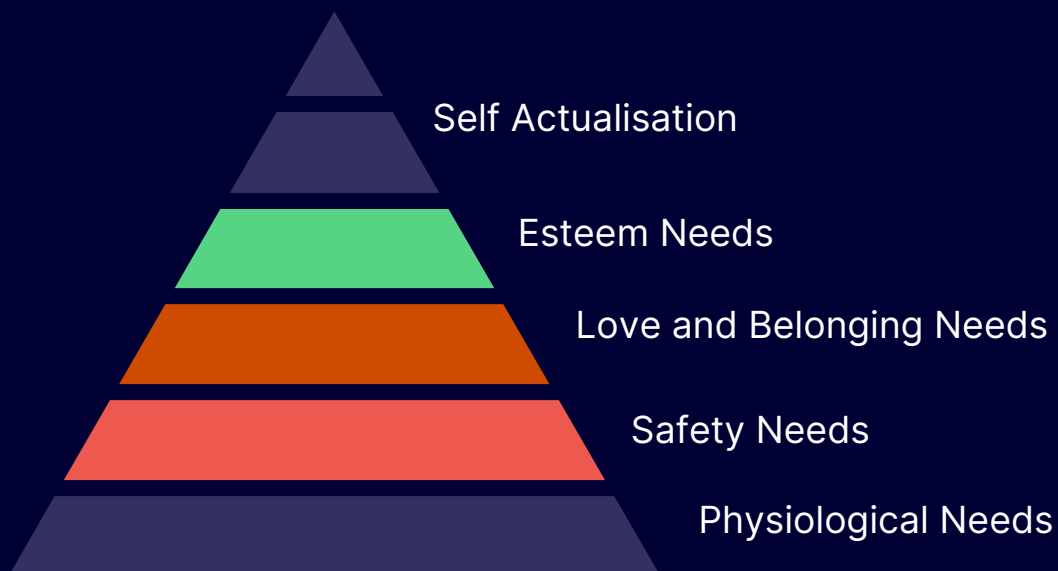 Self Actualisation
Esteem Needs
Love and Belonging Needs
Safety Needs
Physiological Needs